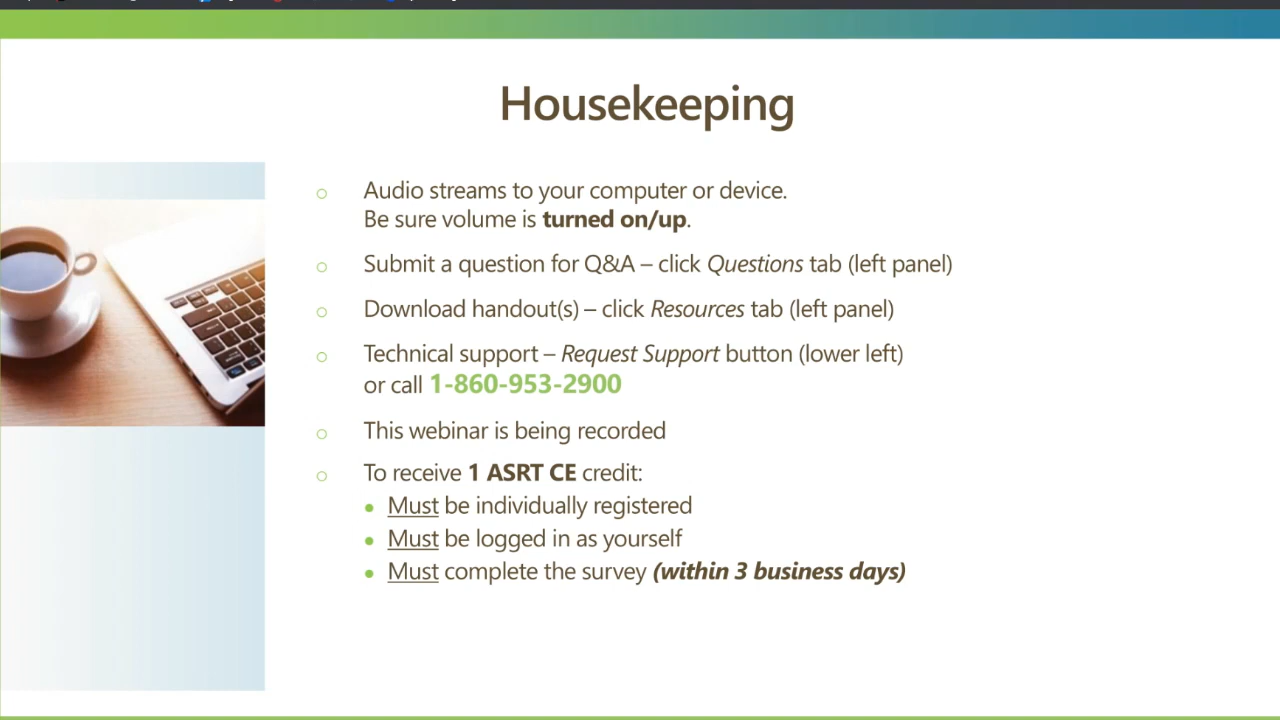 Housekeeping
Audio streams to your computer or device.
Be sure volume is turned on/up.
Submit a question for Q&A – click Questions tab (left panel)
Download handout(s) – click Resources tab (left panel)
Technical support – Request Support button (lower left)
or call 1-860-953-2900
This webinar is being recorded
To receive 1 ASRT CE credit:
Must be individually registered
Must be logged in as yourself
Must complete the survey (within 3 business days)